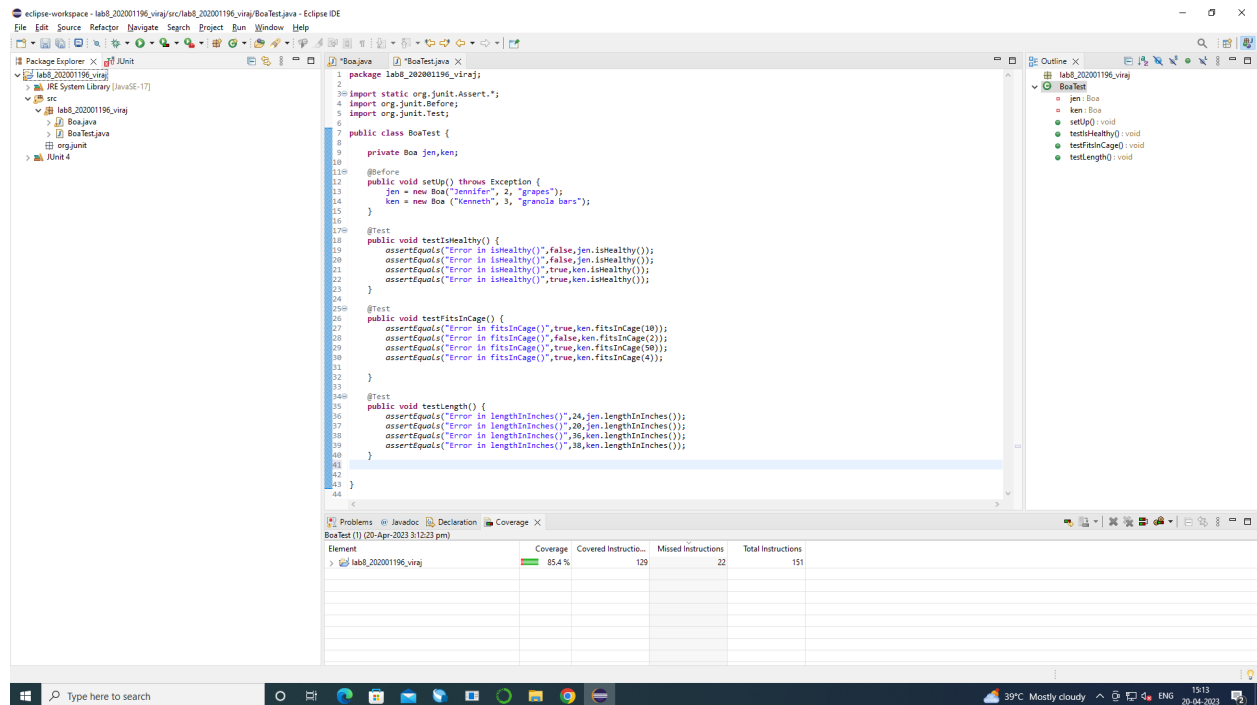 eclipse-workspace - lab8_202001196_viraj/src/lab8_202001196_viraj/BoaTest.java - Eclipse IDE
File Edit Source Refactor Navigate Search Project Run Window Help
Package Explorer JUnit
lab8_202001196_viraj
JRE System Library [JavaSE-17]
src
lab8_202001196_viraj
Boa.java
BoaTest.java
org.junit
JUnit 4
*Boa.java *BoaTest.java
1 package lab8_202001196_viraj;
2
3 import static org.junit.Assert.*;
4 import org.junit.Before;
5 import org.junit.Test;
6
7 public class BoaTest {
8
9 private Boa jen,ken;
10
11 @Before
12 public void setUp() throws Exception {
13 jen = new Boa("Jennifer", 2, "grapes");
14 ken = new Boa ("Kenneth", 3, "granola bars");
15 }
16
17 @Test
18 public void testIsHealthy() {
19 assertEquals("Error in isHealthy()",false,jen.isHealthy());
20 assertEquals("Error in isHealthy()",false,jen.isHealthy());
21 assertEquals("Error in isHealthy()",true,ken.isHealthy());
22 assertEquals("Error in isHealthy()",true,ken.isHealthy());
23 }
24
25 @Test
26 public void testFitsInCage() {
27 assertEquals("Error in fitsInCage()",true,ken.fitsInCage(10));
28 assertEquals("Error in fitsInCage()",false,ken.fitsInCage(2));
29 assertEquals("Error in fitsInCage()",true,ken.fitsInCage(50));
30 assertEquals("Error in fitsInCage()",true,ken.fitsInCage(4));
31
32 }
33
34 @Test
35 public void testLength() {
36 assertEquals("Error in lengthInInches()",24,jen.lengthInInches());
37 assertEquals("Error in lengthInInches()",20,jen.lengthInInches());
38 assertEquals("Error in lengthInInches()",36,ken.lengthInInches());
39 assertEquals("Error in lengthInInches()",38,ken.lengthInInches());
40 }
41
42
43 }
44
Outline
lab8_202001196_viraj
BoaTest
jen : Boa
ken : Boa
setUp() : void
testIsHealthy() : void
testFitsInCage() : void
testLength() : void
Problems Javadoc Declaration Coverage
BoaTest (1) (20-Apr-2023 3:12:23 pm)
Element Coverage Covered Instructio... Missed Instructions Total Instructions
lab8_202001196_viraj 85.4 % 129 22 151
Type here to search
39°C Mostly cloudy ENG 15:13
20-04-2023 2